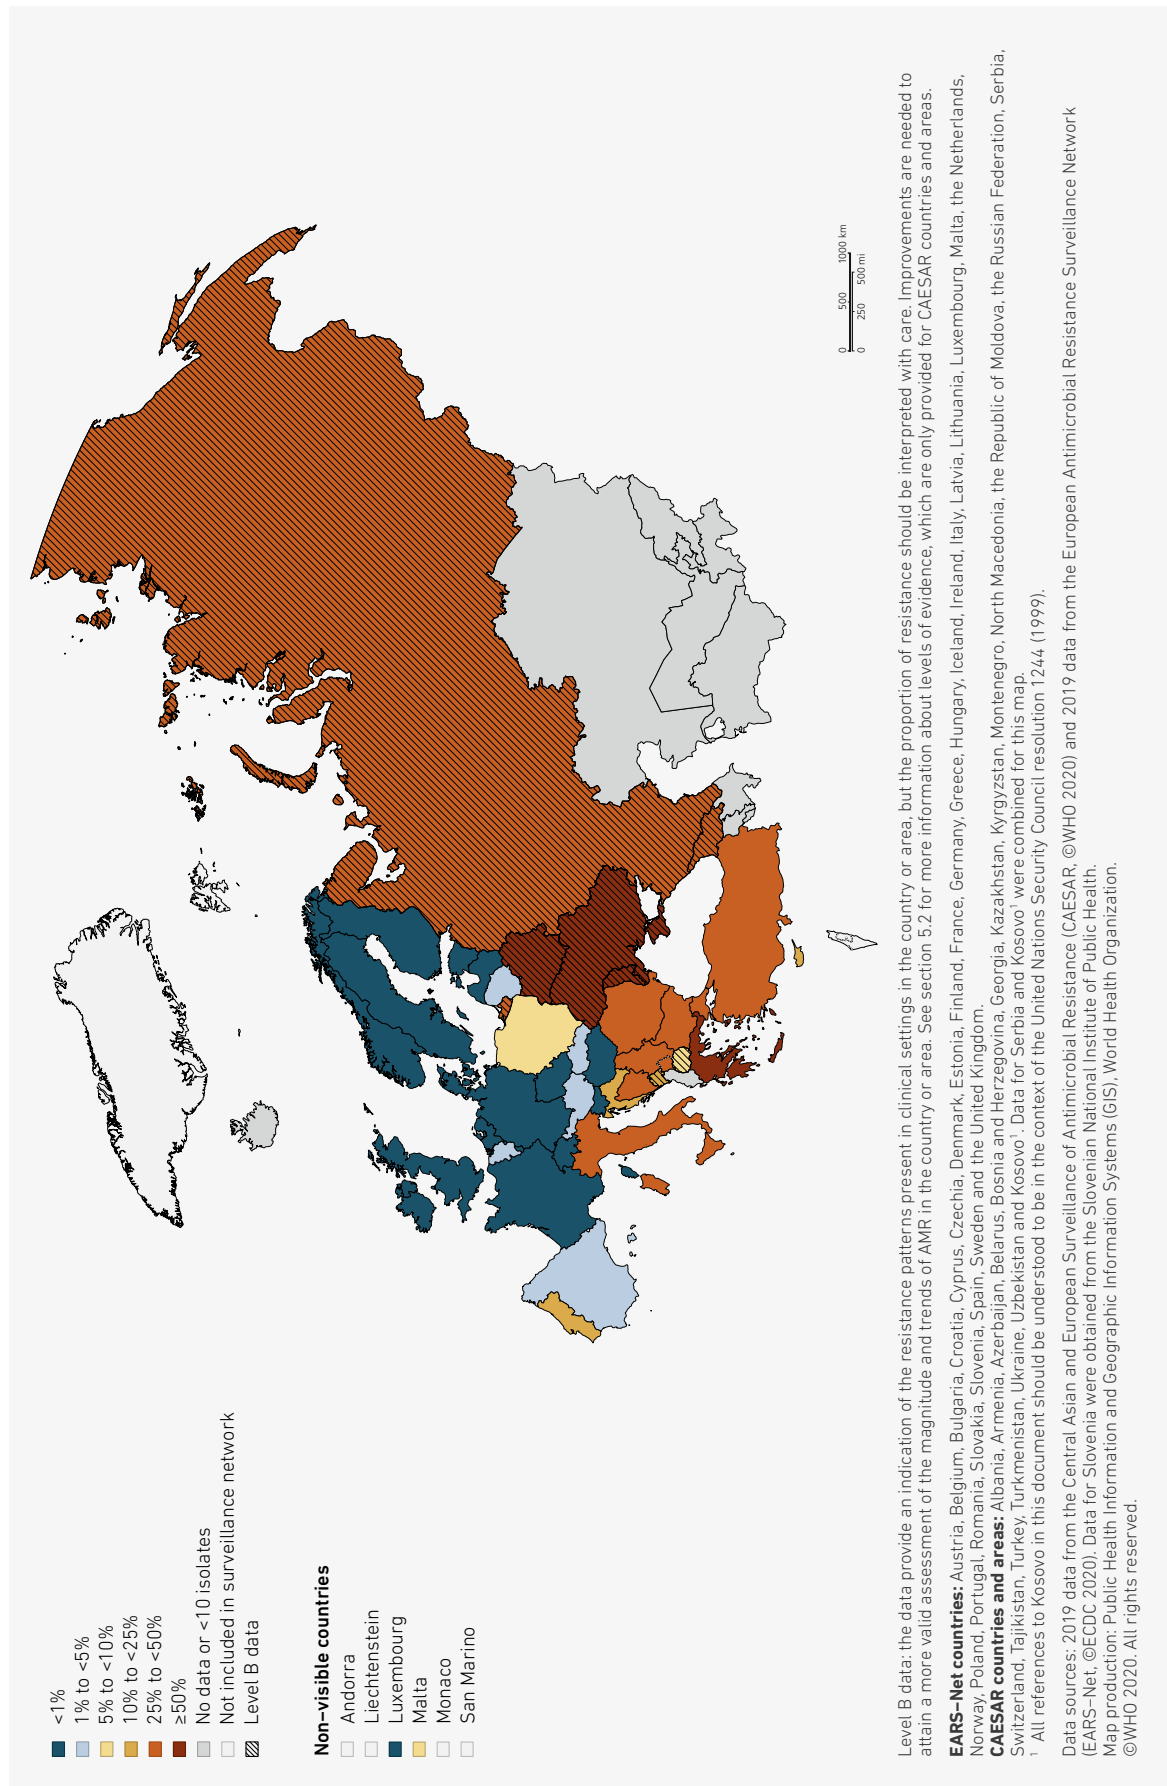 <1%
1% to <5%
5% to <10%
10% to <25%
25% to <50%
≥50%
No data or <10 isolates
Not included in surveillance network
Level B data
Non–visible countries
Andorra
Liechtenstein
Luxembourg
Malta
Monaco
San Marino
0 500 1000 km
0 250 500 mi
Level B data: the data provide an indication of the resistance patterns present in clinical settings in the country or area, but the proportion of resistance should be interpreted with care. Improvements are needed to
attain a more valid assessment of the magnitude and trends of AMR in the country or area. See section 5.2 for more information about levels of evidence, which are only provided for CAESAR countries and areas.
EARS–Net countries: Austria, Belgium, Bulgaria, Croatia, Cyprus, Czechia, Denmark, Estonia, Finland, France, Germany, Greece, Hungary, Iceland, Ireland, Italy, Latvia, Lithuania, Luxembourg, Malta, the Netherlands,
Norway, Poland, Portugal, Romania, Slovakia, Slovenia, Spain, Sweden and the United Kingdom.
CAESAR countries and areas: Albania, Armenia, Azerbaijan, Belarus, Bosnia and Herzegovina, Georgia, Kazakhstan, Kyrgyzstan, Montenegro, North Macedonia, the Republic of Moldova, the Russian Federation, Serbia,
Switzerland, Tajikistan, Turkey, Turkmenistan, Ukraine, Uzbekistan and Kosovo¹. Data for Serbia and Kosovo¹ were combined for this map.
¹ All references to Kosovo in this document should be understood to be in the context of the United Nations Security Council resolution 1244 (1999).
Data sources: 2019 data from the Central Asian and European Surveillance of Antimicrobial Resistance (CAESAR, ©WHO 2020) and 2019 data from the European Antimicrobial Resistance Surveillance Network
(EARS–Net, ©ECDC 2020). Data for Slovenia were obtained from the Slovenian National Institute of Public Health.
Map production: Public Health Information and Geographic Information Systems (GIS), World Health Organization.
©WHO 2020. All rights reserved.